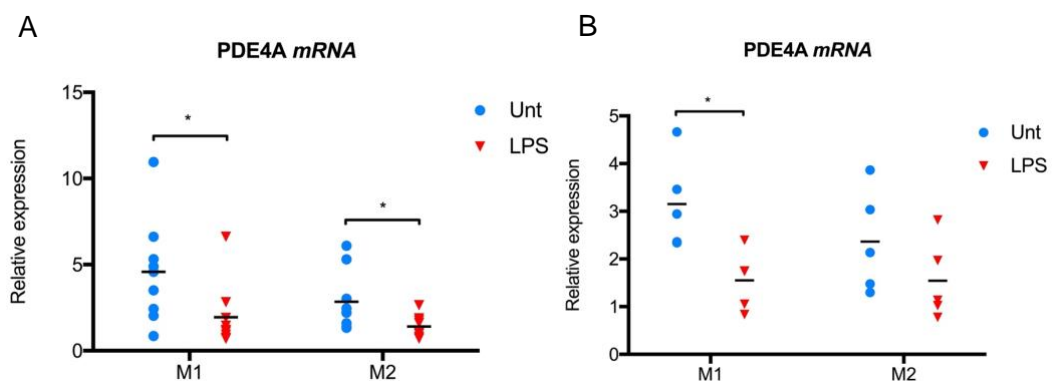 A
PDE4A mRNA
Relative expression
15
10
5
0
*
*
M1
M2
Unt
LPS
B
PDE4A mRNA
Relative expression
5
4
3
2
1
0
*
M1
M2
Unt
LPS